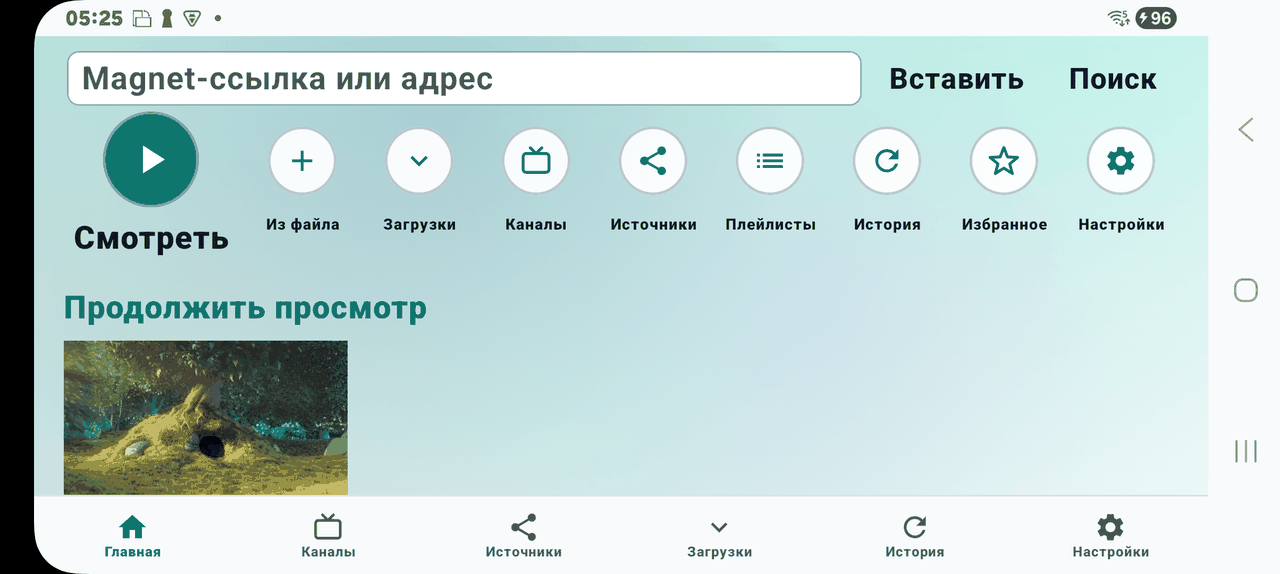 05:25
5
96
Magnet-ссылка или адрес
Вставить
Поиск
Смотреть
Из файла
Загрузки
Каналы
Источники
Плейлисты
История
Избранное
Настройки
Продолжить просмотр
Главная
Каналы
Источники
Загрузки
История
Настройки